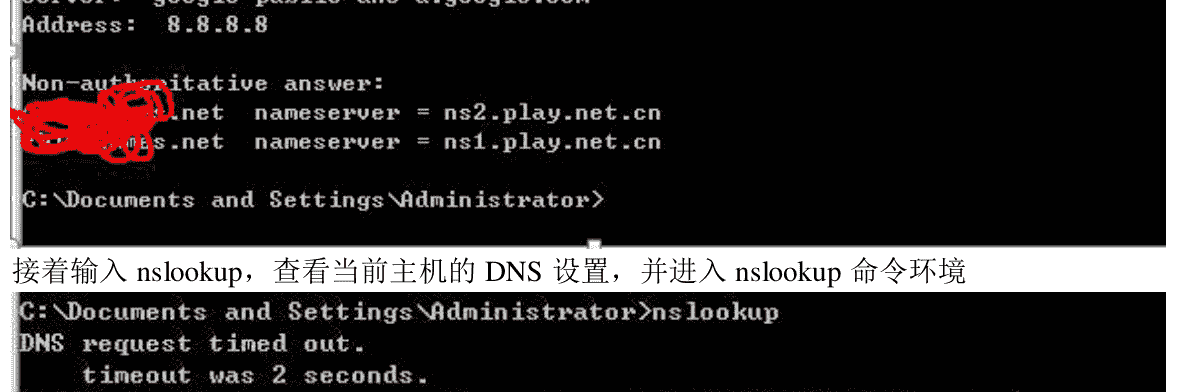 Address: 8.8.8.8
Non-authoritative answer:
.net nameserver = ns2.play.net.cn
s.net nameserver = ns1.play.net.cn
C:\Documents and Settings\Administrator>
接着输入 nslookup，查看当前主机的 DNS 设置，并进入 nslookup 命令环境
C:\Documents and Settings\Administrator>nslookup
DNS request timed out.
timeout was 2 seconds.